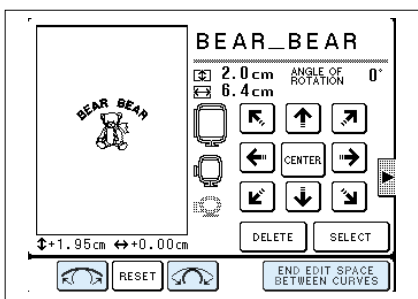 BEAR_BEAR
2.0cm
ANGLE OF
ROTATION
0°
6.4cm
BEAR BEAR
CENTER
DELETE
SELECT
+1.95cm
+0.00cm
RESET
END EDIT SPACE
BETWEEN CURVES